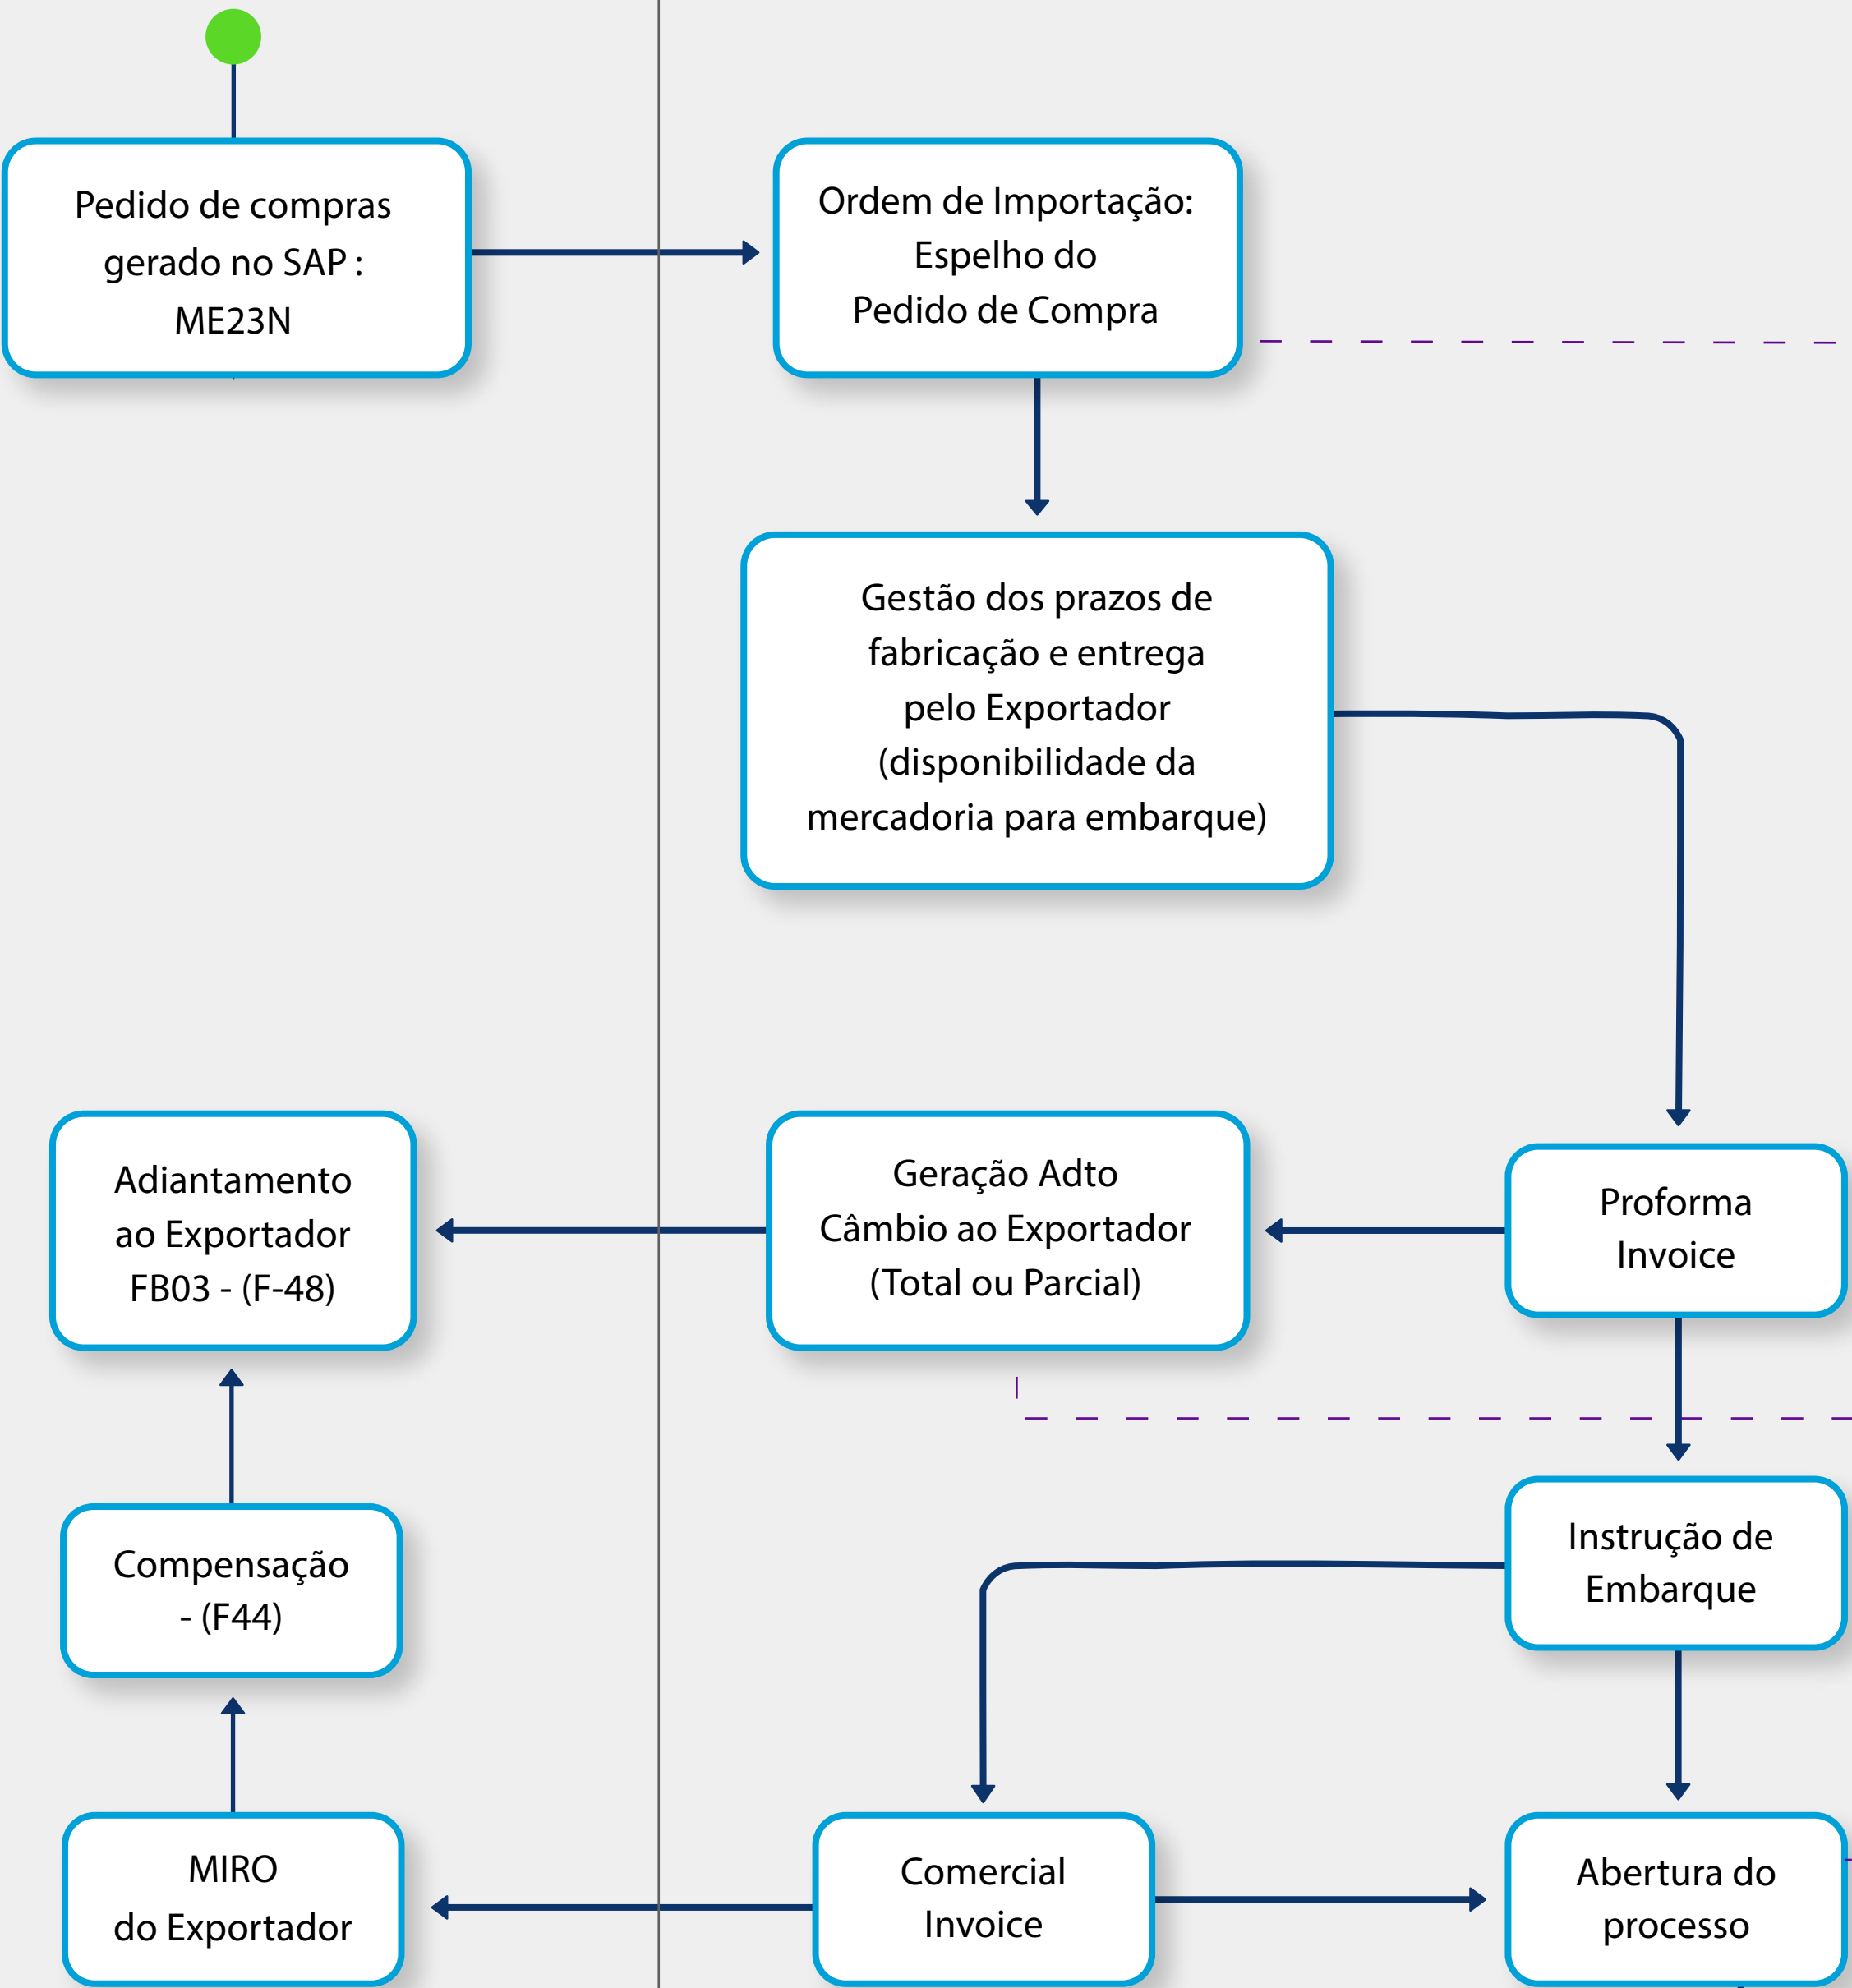 Pedido de compras
gerado no SAP :
ME23N
Ordem de Importação:
Espelho do
Pedido de Compra
Gestão dos prazos de
fabricação e entrega
pelo Exportador
(disponibilidade da
mercadoria para embarque)
Adiantamento
ao Exportador
FB03 - (F-48)
Geração Adto
Câmbio ao Exportador
(Total ou Parcial)
Proforma
Invoice
Compensação
- (F44)
Instrução de
Embarque
MIRO
do Exportador
Comercial
Invoice
Abertura do
processo